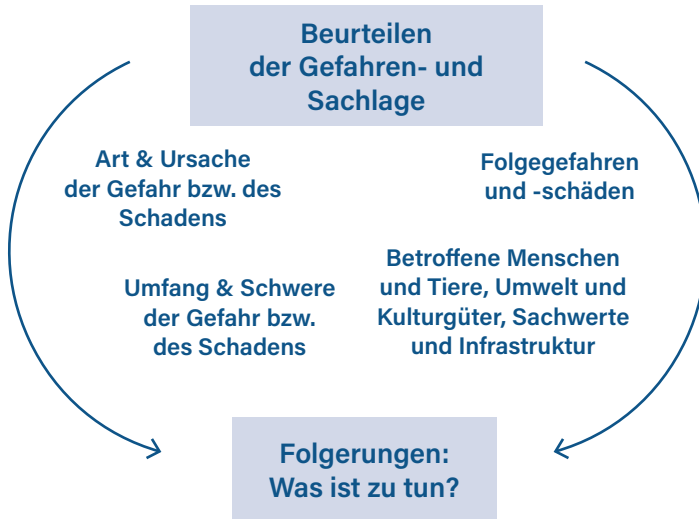 Beurteilen
der Gefahren- und
Sachlage
Art & Ursache
der Gefahr bzw. des
Schadens
Folgegefahren
und -schäden
Umfang & Schwere
der Gefahr bzw.
des Schadens
Betroffene Menschen
und Tiere, Umwelt und
Kulturgüter, Sachwerte
und Infrastruktur
Folgerungen:
Was ist zu tun?